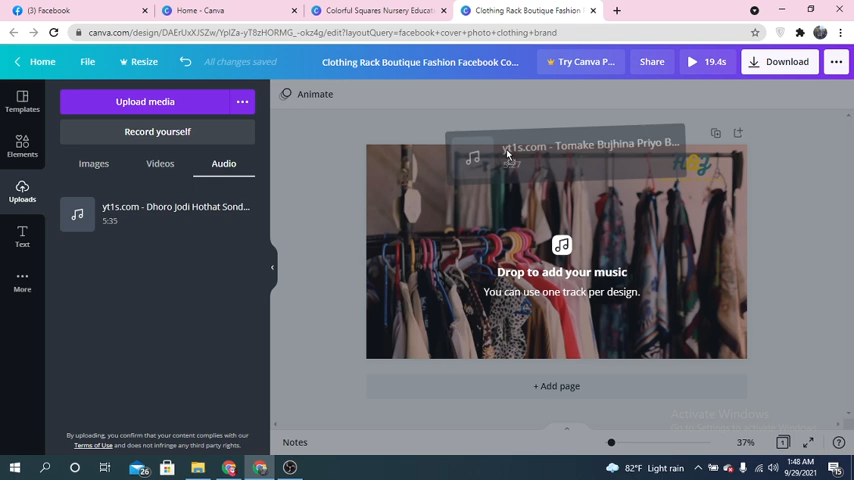 (3) Facebook
Home - Canva
Colorful Squares Nursery Educati
Clothing Rack Boutique Fashion F
canva.com/design/DAErUxXJSZw/YplZa-yT8zHORMG_-okz4g/edit?layoutQuery=facebook+cover+photo+clothing+brand
Home
File
Resize
All changes saved
Clothing Rack Boutique Fashion Facebook Co...
Try Canva P...
Share
19.4s
Download
Templates
Elements
Uploads
Text
More
Upload media
Record yourself
Images
Videos
Audio
yt1s.com - Dhoro Jodi Hothat Sond...
5:35
By uploading, you confirm that your content complies with our
Terms of Use and does not infringe any third party rights.
Animate
yt1s.com - Tomake Bujhina Priyo B...
Drop to add your music
You can use one track per design.
+ Add page
Activate Windows
Notes
37%
1
26
82°F Light rain
1:48 AM
9/29/2021
15